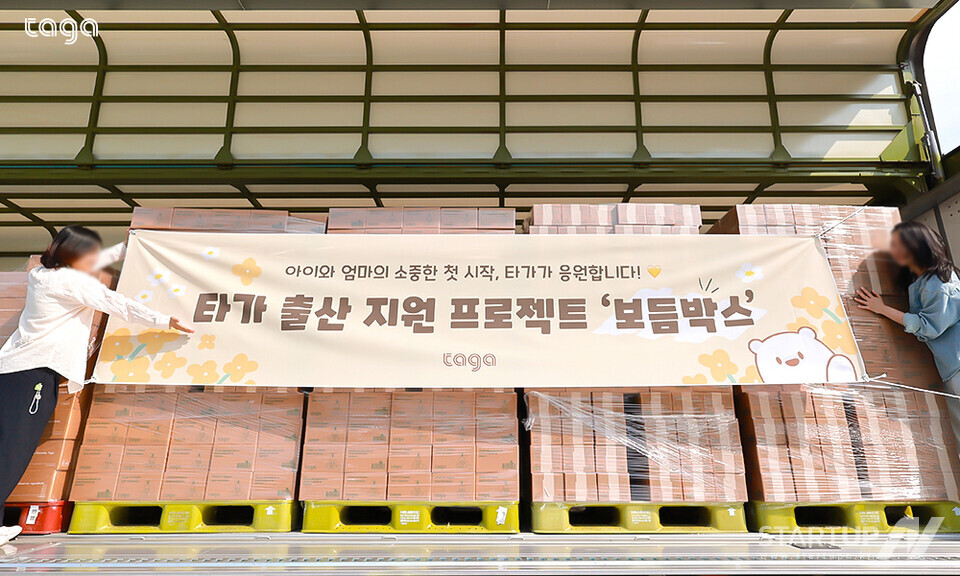 taga
아이와 엄마의 소중한 첫 시작, 타가가 응원합니다! 💛
타가 출산 지원 프로젝트 ‘보듬박스’
taga
STARTUPN